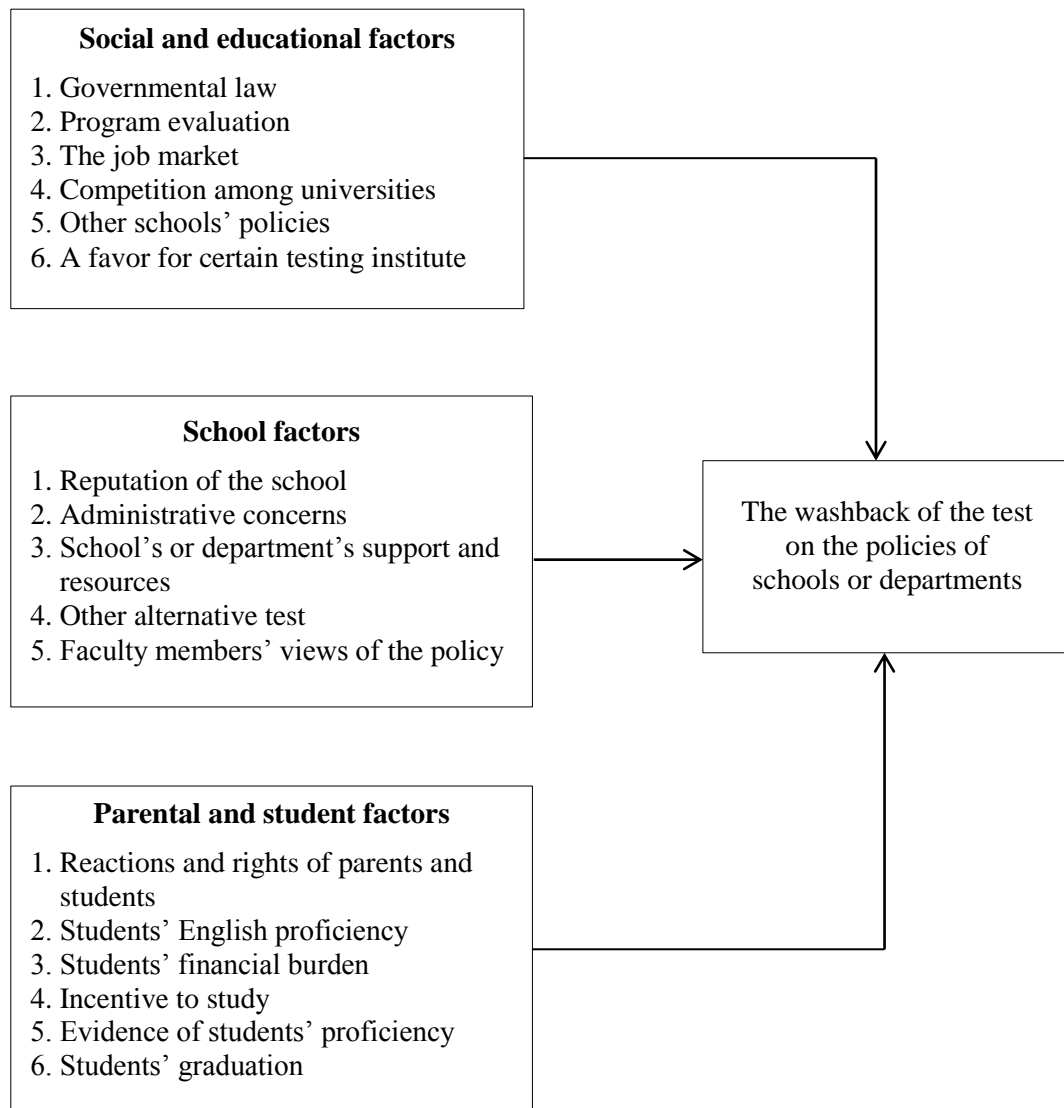 Social and educational factors
1. Governmental law
2. Program evaluation
3. The job market
4. Competition among universities
5. Other schools’ policies
6. A favor for certain testing institute
School factors
1. Reputation of the school
2. Administrative concerns
3. School’s or department’s support and
resources
4. Other alternative test
5. Faculty members’ views of the policy
The washback of the test
on the policies of
schools or departments
Parental and student factors
1. Reactions and rights of parents and
students
2. Students’ English proficiency
3. Students’ financial burden
4. Incentive to study
5. Evidence of students’ proficiency
6. Students’ graduation